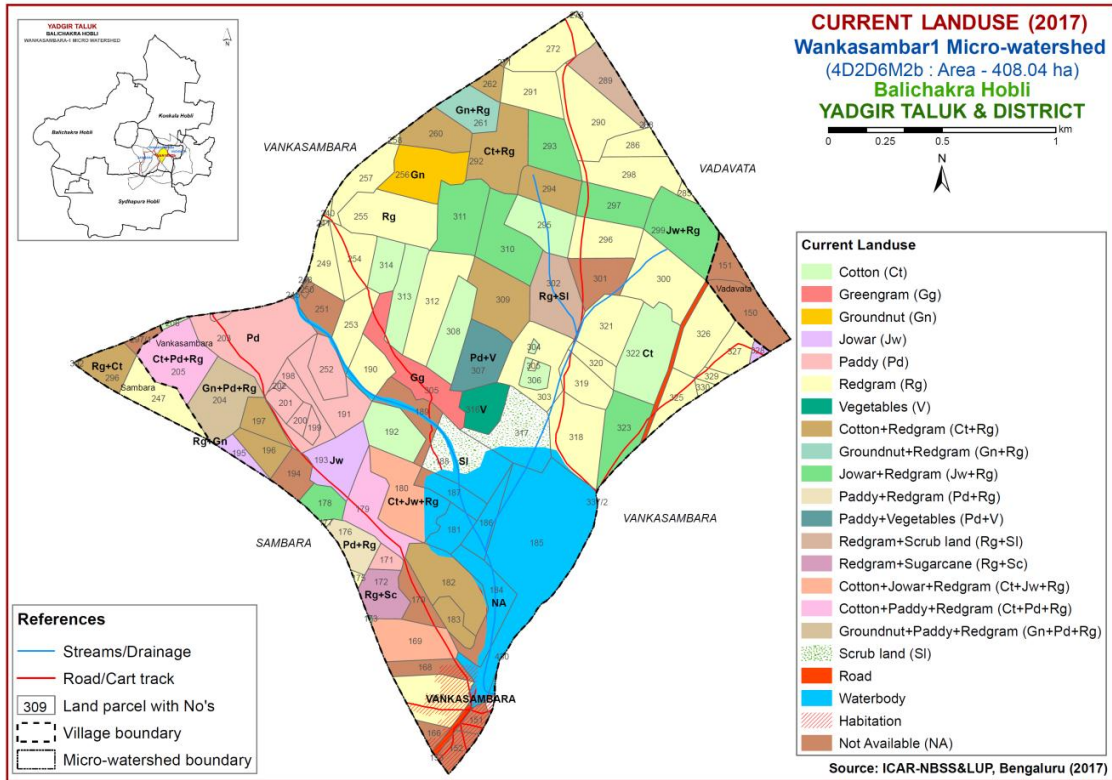 YADGIR TALUK
BALICHAKRA HOBLI
WANKASAMBARA-1 MICRO WATERSHED
N
Konkala Hobli
Balichakre Hobli
Sydhapura Hobli
CURRENT LANDUSE (2017)
Wankasambar1 Micro-watershed
(4D2D6M2b : Area - 408.04 ha)
Balichakra Hobli
YADGIR TALUK & DISTRICT
0 0.25 0.5 1 km
N
VANKASAMBARA
VADAVATA
272
289
262
291
Gn+Rg
261
290
260
Ct+Rg
292
293
286
257
256 Gn
298
294
297
255 Rg
311
295
299 Jw+Rg
310
296
254
314
249
151
Vadavata
300
302
301
Rg+Sl
313
312
309
251
150
253
321
326
308
322 Ct
Pd
Vankasambara
Pd+V
307
304
320
327
Ct+Pd+Rg
205
252
190
306
319
329
Rg+Ct
296
198
Gg
303
330
Sambara
247
Gn+Pd+Rg
204
202
201
191
V
325
197
200
199
192
317
318
323
Rg+Gn
195
196
193 Jw
188
Sl
194
180
187
Ct+Jw+Rg
178
179
186
181
185
VANKASAMBARA
SAMBARA
176
Pd+Rg
171
182
172
Rg+Sc
184
NA
170
183
169
168
VANKASAMBARA
151
166
152
Current Landuse
Cotton (Ct)
Greengram (Gg)
Groundnut (Gn)
Jowar (Jw)
Paddy (Pd)
Redgram (Rg)
Vegetables (V)
Cotton+Redgram (Ct+Rg)
Groundnut+Redgram (Gn+Rg)
Jowar+Redgram (Jw+Rg)
Paddy+Redgram (Pd+Rg)
Paddy+Vegetables (Pd+V)
Redgram+Scrub land (Rg+Sl)
Redgram+Sugarcane (Rg+Sc)
Cotton+Jowar+Redgram (Ct+Jw+Rg)
Cotton+Paddy+Redgram (Ct+Pd+Rg)
Groundnut+Paddy+Redgram (Gn+Pd+Rg)
Scrub land (Sl)
Road
Waterbody
Habitation
Not Available (NA)
References
Streams/Drainage
Road/Cart track
309 Land parcel with No's
Village boundary
Micro-watershed boundary
Source: ICAR-NBSS&LUP, Bengaluru (2017)